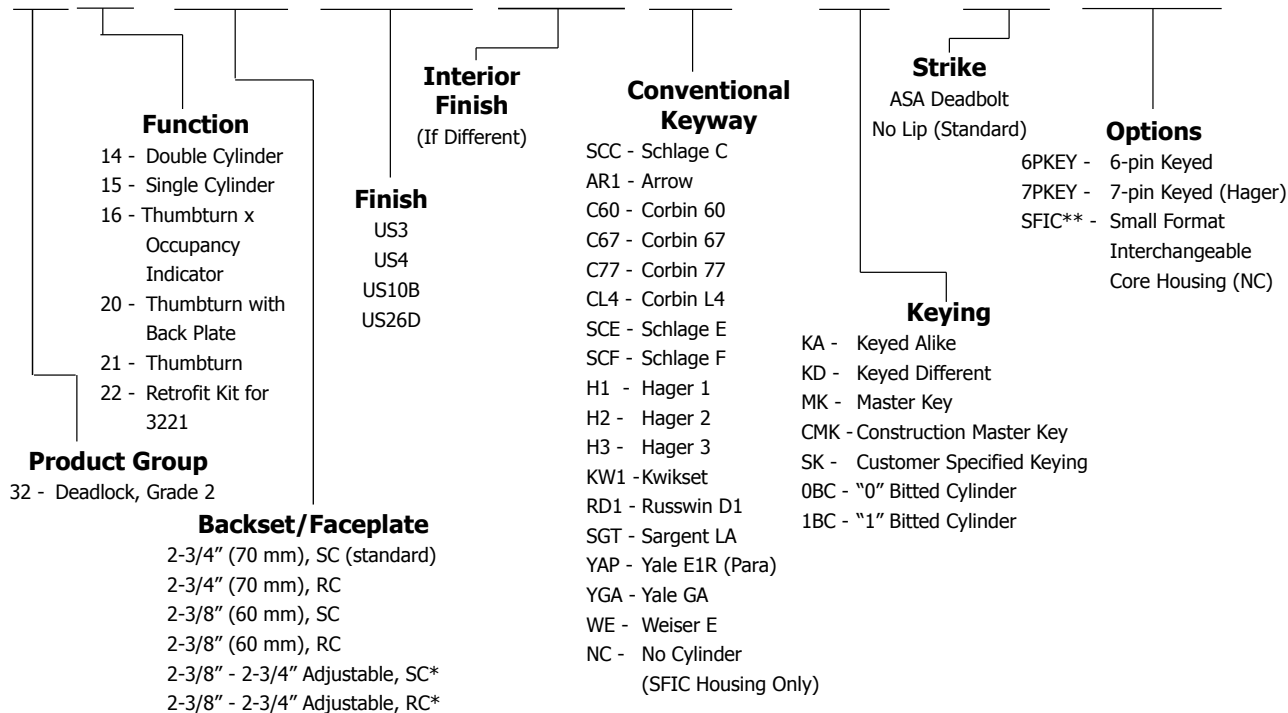 Function
14 - Double Cylinder
15 - Single Cylinder
16 - Thumbturn x
Occupancy
Indicator
20 - Thumbturn with
Back Plate
21 - Thumbturn
22 - Retrofit Kit for
3221
Product Group
32 - Deadlock, Grade 2
Backset/Faceplate
2-3/4” (70 mm), SC (standard)
2-3/4” (70 mm), RC
2-3/8” (60 mm), SC
2-3/8” (60 mm), RC
2-3/8” - 2-3/4” Adjustable, SC*
2-3/8” - 2-3/4” Adjustable, RC*
Interior
Finish
(If Different)
Finish
US3
US4
US10B
US26D
Conventional
Keyway
SCC - Schlage C
AR1 - Arrow
C60 - Corbin 60
C67 - Corbin 67
C77 - Corbin 77
CL4 - Corbin L4
SCE - Schlage E
SCF - Schlage F
H1 - Hager 1
H2 - Hager 2
H3 - Hager 3
KW1 - Kwikset
RD1 - Russwin D1
SGT - Sargent LA
YAP - Yale E1R (Para)
YGA - Yale GA
WE - Weiser E
NC - No Cylinder
(SFIC Housing Only)
Strike
ASA Deadbolt
No Lip (Standard)
Keying
KA - Keyed Alike
KD - Keyed Different
MK - Master Key
CMK - Construction Master Key
SK - Customer Specified Keying
0BC - “0” Bitted Cylinder
1BC - “1” Bitted Cylinder
Options
6PKEY - 6-pin Keyed
7PKEY - 7-pin Keyed (Hager)
SFIC** - Small Format
Interchangeable
Core Housing (NC)